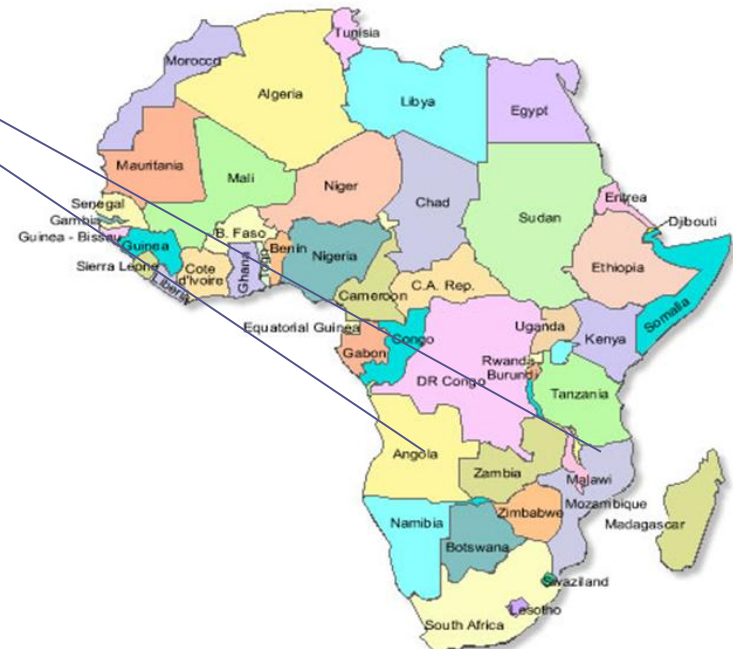 Tunisia
Morocco
Algeria
Libya
Egypt
Mauritania
Mali
Niger
Chad
Sudan
Eritrea
Djibouti
Senegal
Gambia
Guinea - Bissau
Guinea
B. Faso
Benin
Nigeria
Ethiopia
Sierra Leone
Cote d'Ivoire
Ghana
Togo
Liberia
Cameroon
C.A. Rep.
Somalia
Equatorial Guinea
Congo
Uganda
Kenya
Gabon
Rwanda
Burundi
DR Congo
Tanzania
Angola
Zambia
Malawi
Mozambique
Madagascar
Namibia
Zimbabwe
Botswana
Swaziland
Lesotho
South Africa